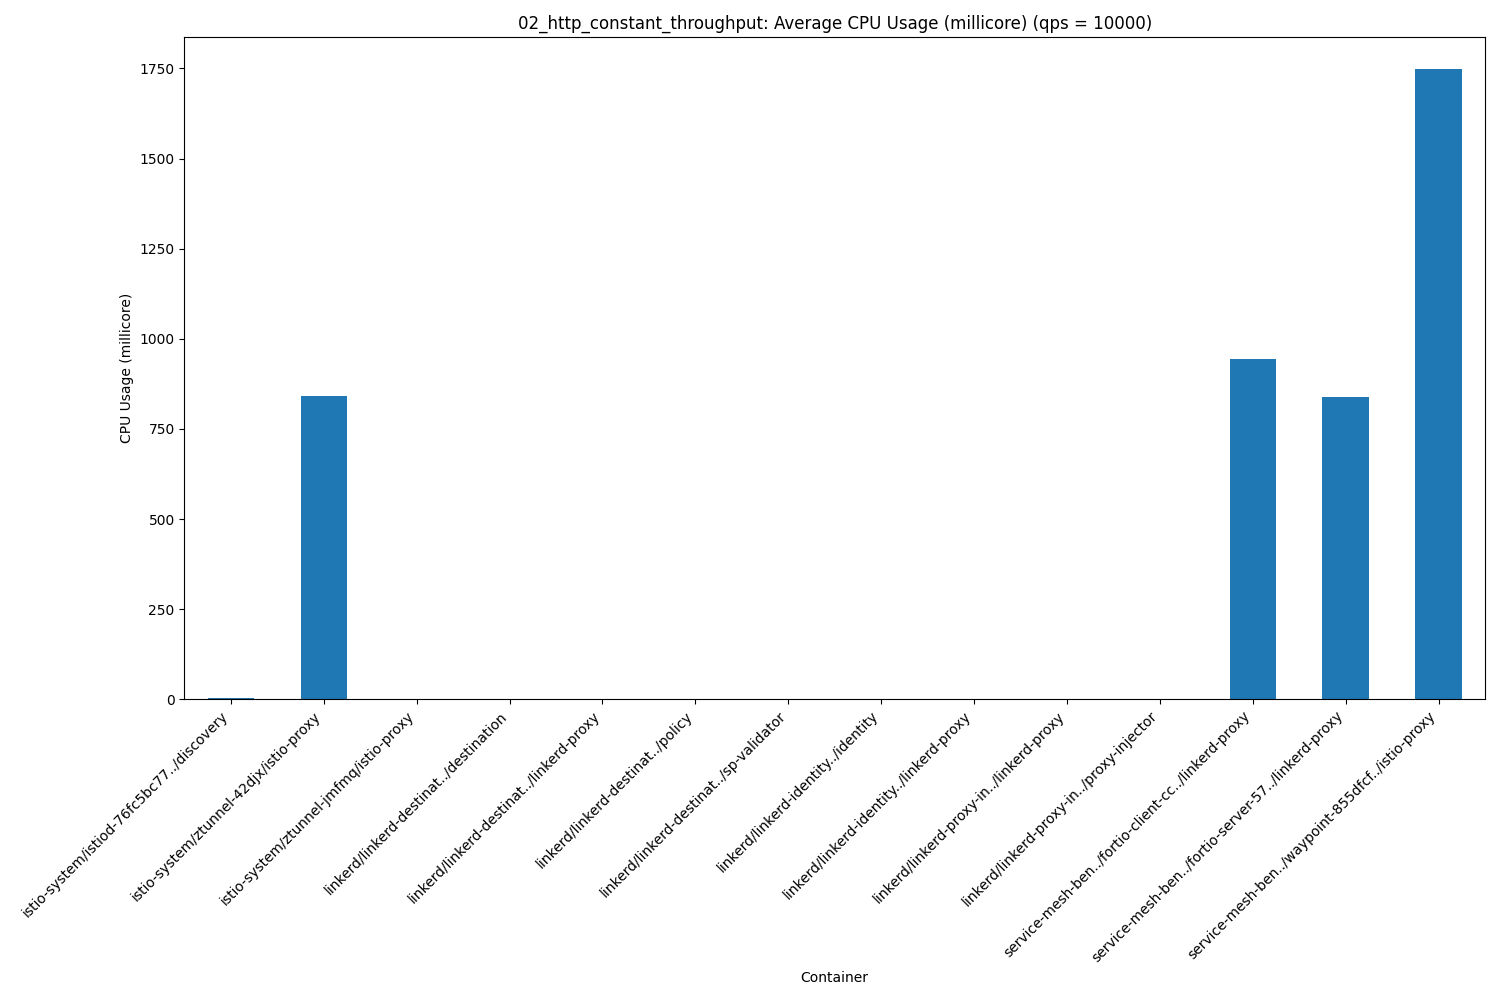 02_http_constant_throughput: Average CPU Usage (millicore) (qps = 10000)
CPU Usage (millicore)
1750
1500
1250
1000
750
500
250
0
istio-system/istiod-76fc5bc77../discovery
istio-system/ztunnel-42djx/istio-proxy
istio-system/ztunnel-jmfmq/istio-proxy
linkerd/linkerd-destinat../destination
linkerd/linkerd-destinat../linkerd-proxy
linkerd/linkerd-destinat../policy
linkerd/linkerd-destinat../sp-validator
linkerd/linkerd-identity../identity
linkerd/linkerd-identity../linkerd-proxy
linkerd/linkerd-proxy-in../linkerd-proxy
linkerd/linkerd-proxy-in../proxy-injector
service-mesh-ben../fortio-client-cc../linkerd-proxy
service-mesh-ben../fortio-server-57../linkerd-proxy
service-mesh-ben../waypoint-855dfcf../istio-proxy
Container